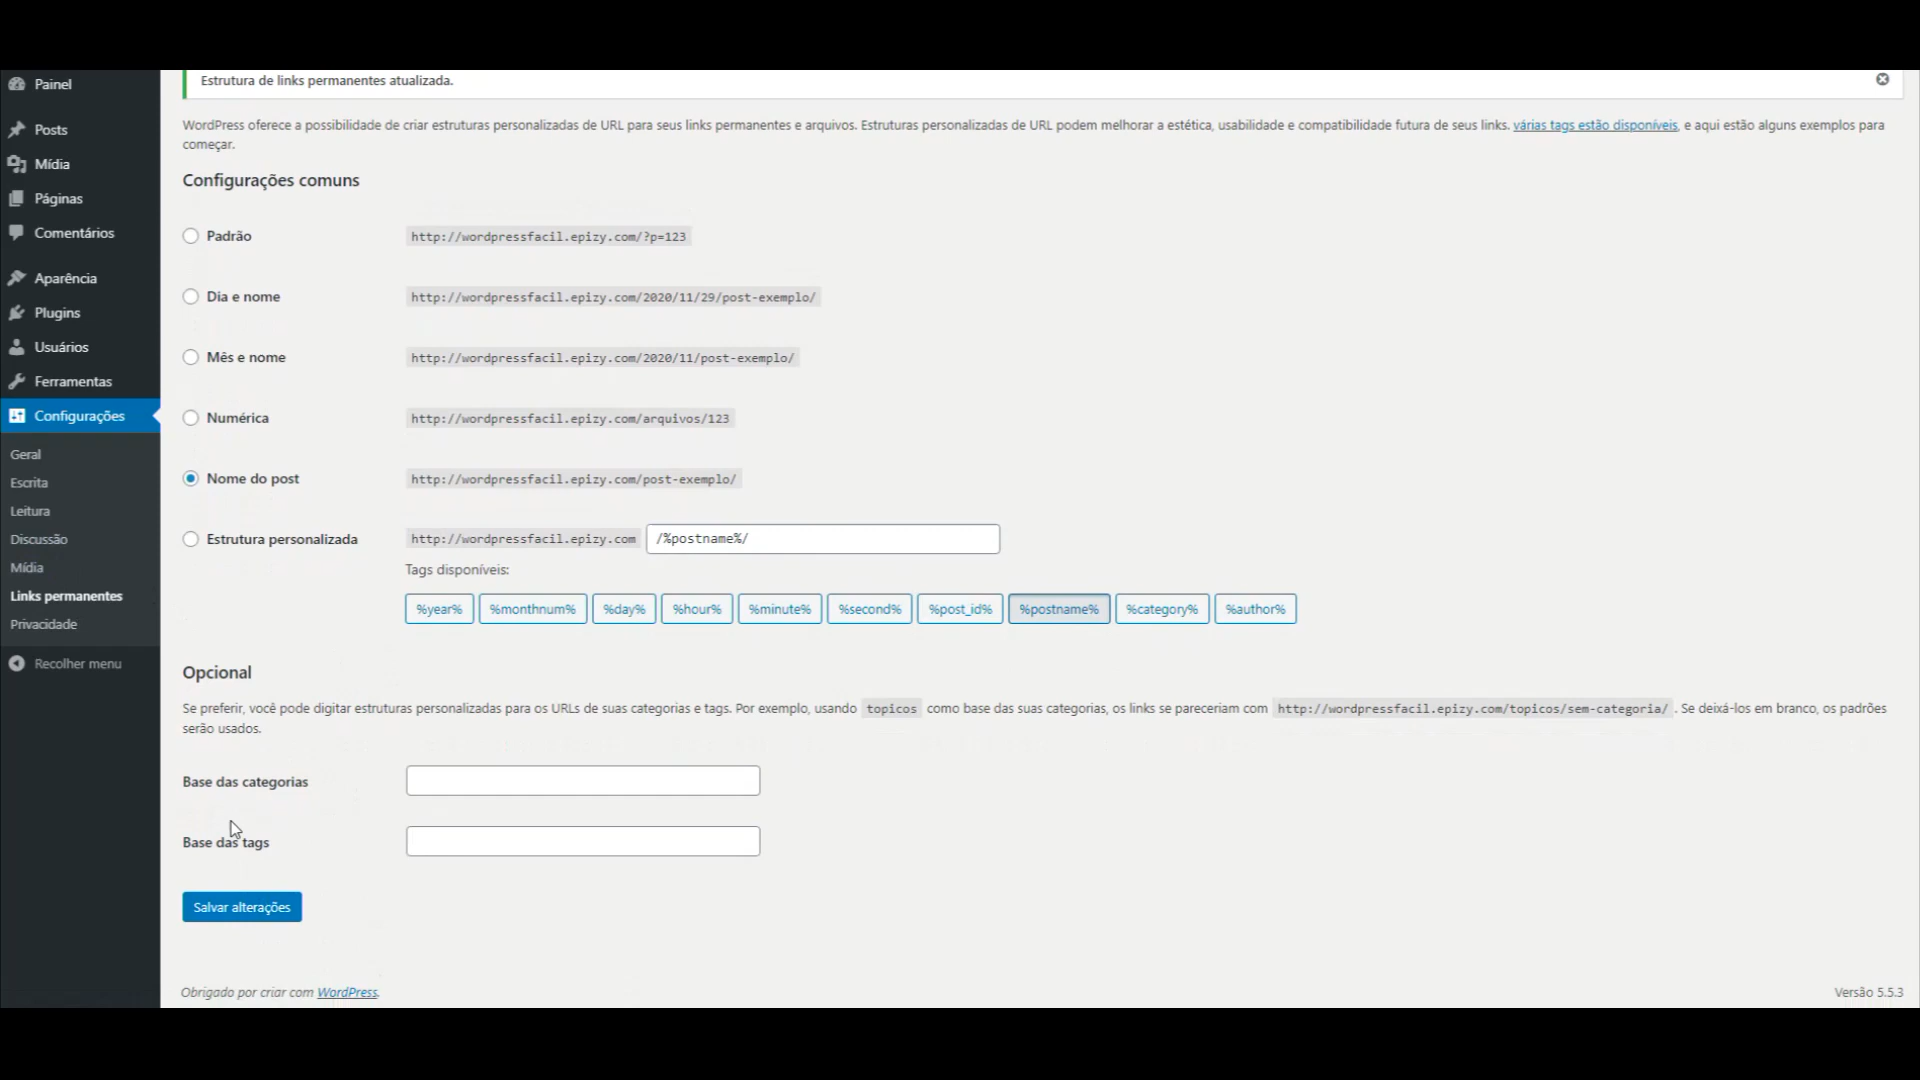 Painel
Posts
Mídia
Páginas
Comentários
Aparência
Plugins
Usuários
Ferramentas
Configurações
Geral
Escrita
Leitura
Discussão
Mídia
Links permanentes
Privacidade
Recolher menu
Estrutura de links permanentes atualizada.
WordPress oferece a possibilidade de criar estruturas personalizadas de URL para seus links permanentes e arquivos. Estruturas personalizadas de URL podem melhorar a estética, usabilidade e compatibilidade futura de seus links. várias tags estão disponíveis, e aqui estão alguns exemplos para
começar.
Configurações comuns
Padrão http://wordpressfacil.epizy.com/?p=123
Dia e nome http://wordpressfacil.epizy.com/2020/11/29/post-exemplo/
Mês e nome http://wordpressfacil.epizy.com/2020/11/post-exemplo/
Numérica http://wordpressfacil.epizy.com/arquivos/123
Nome do post http://wordpressfacil.epizy.com/post-exemplo/
Estrutura personalizada http://wordpressfacil.epizy.com /%postname%/
Tags disponíveis:
%year% %monthnum% %day% %hour% %minute% %second% %post_id% %postname% %category% %author%
Opcional
Se preferir, você pode digitar estruturas personalizadas para os URLs de suas categorias e tags. Por exemplo, usando topicos como base das suas categorias, os links se pareceriam com http://wordpressfacil.epizy.com/topicos/sem-categoria/ . Se deixá-los em branco, os padrões
serão usados.
Base das categorias
Base das tags
Salvar alterações
Obrigado por criar com WordPress.
Versão 5.5.3